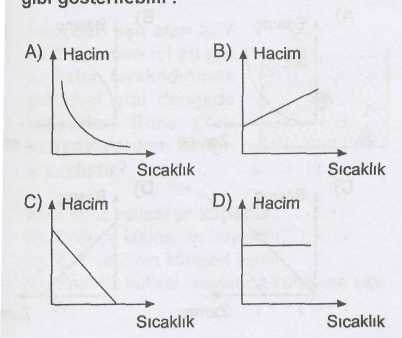 gibi gösterilebilir?
A) Hacim
B) Hacim
Sıcaklık
Sıcaklık
C) Hacim
D) Hacim
Sıcaklık
Sıcaklık